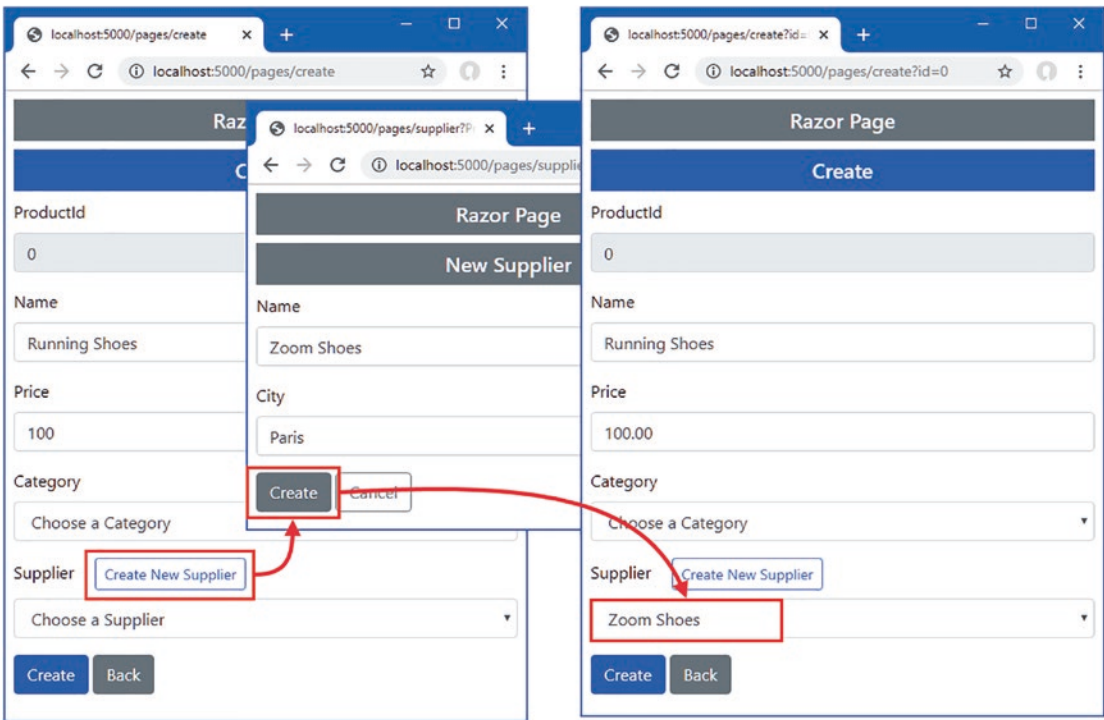 localhost:5000/pages/create
localhost:5000/pages/create
Raz
C
ProductId
0
Name
Running Shoes
Price
100
Category
Choose a Category
Supplier
Create New Supplier
Choose a Supplier
Create
Back
localhost:5000/pages/supplier?P
localhost:5000/pages/supplie
Razor Page
New Supplier
Name
Zoom Shoes
City
Paris
Create
Cancel
localhost:5000/pages/create?id=
localhost:5000/pages/create?id=0
Razor Page
Create
ProductId
0
Name
Running Shoes
Price
100.00
Category
Choose a Category
Supplier
Create New Supplier
Zoom Shoes
Create
Back